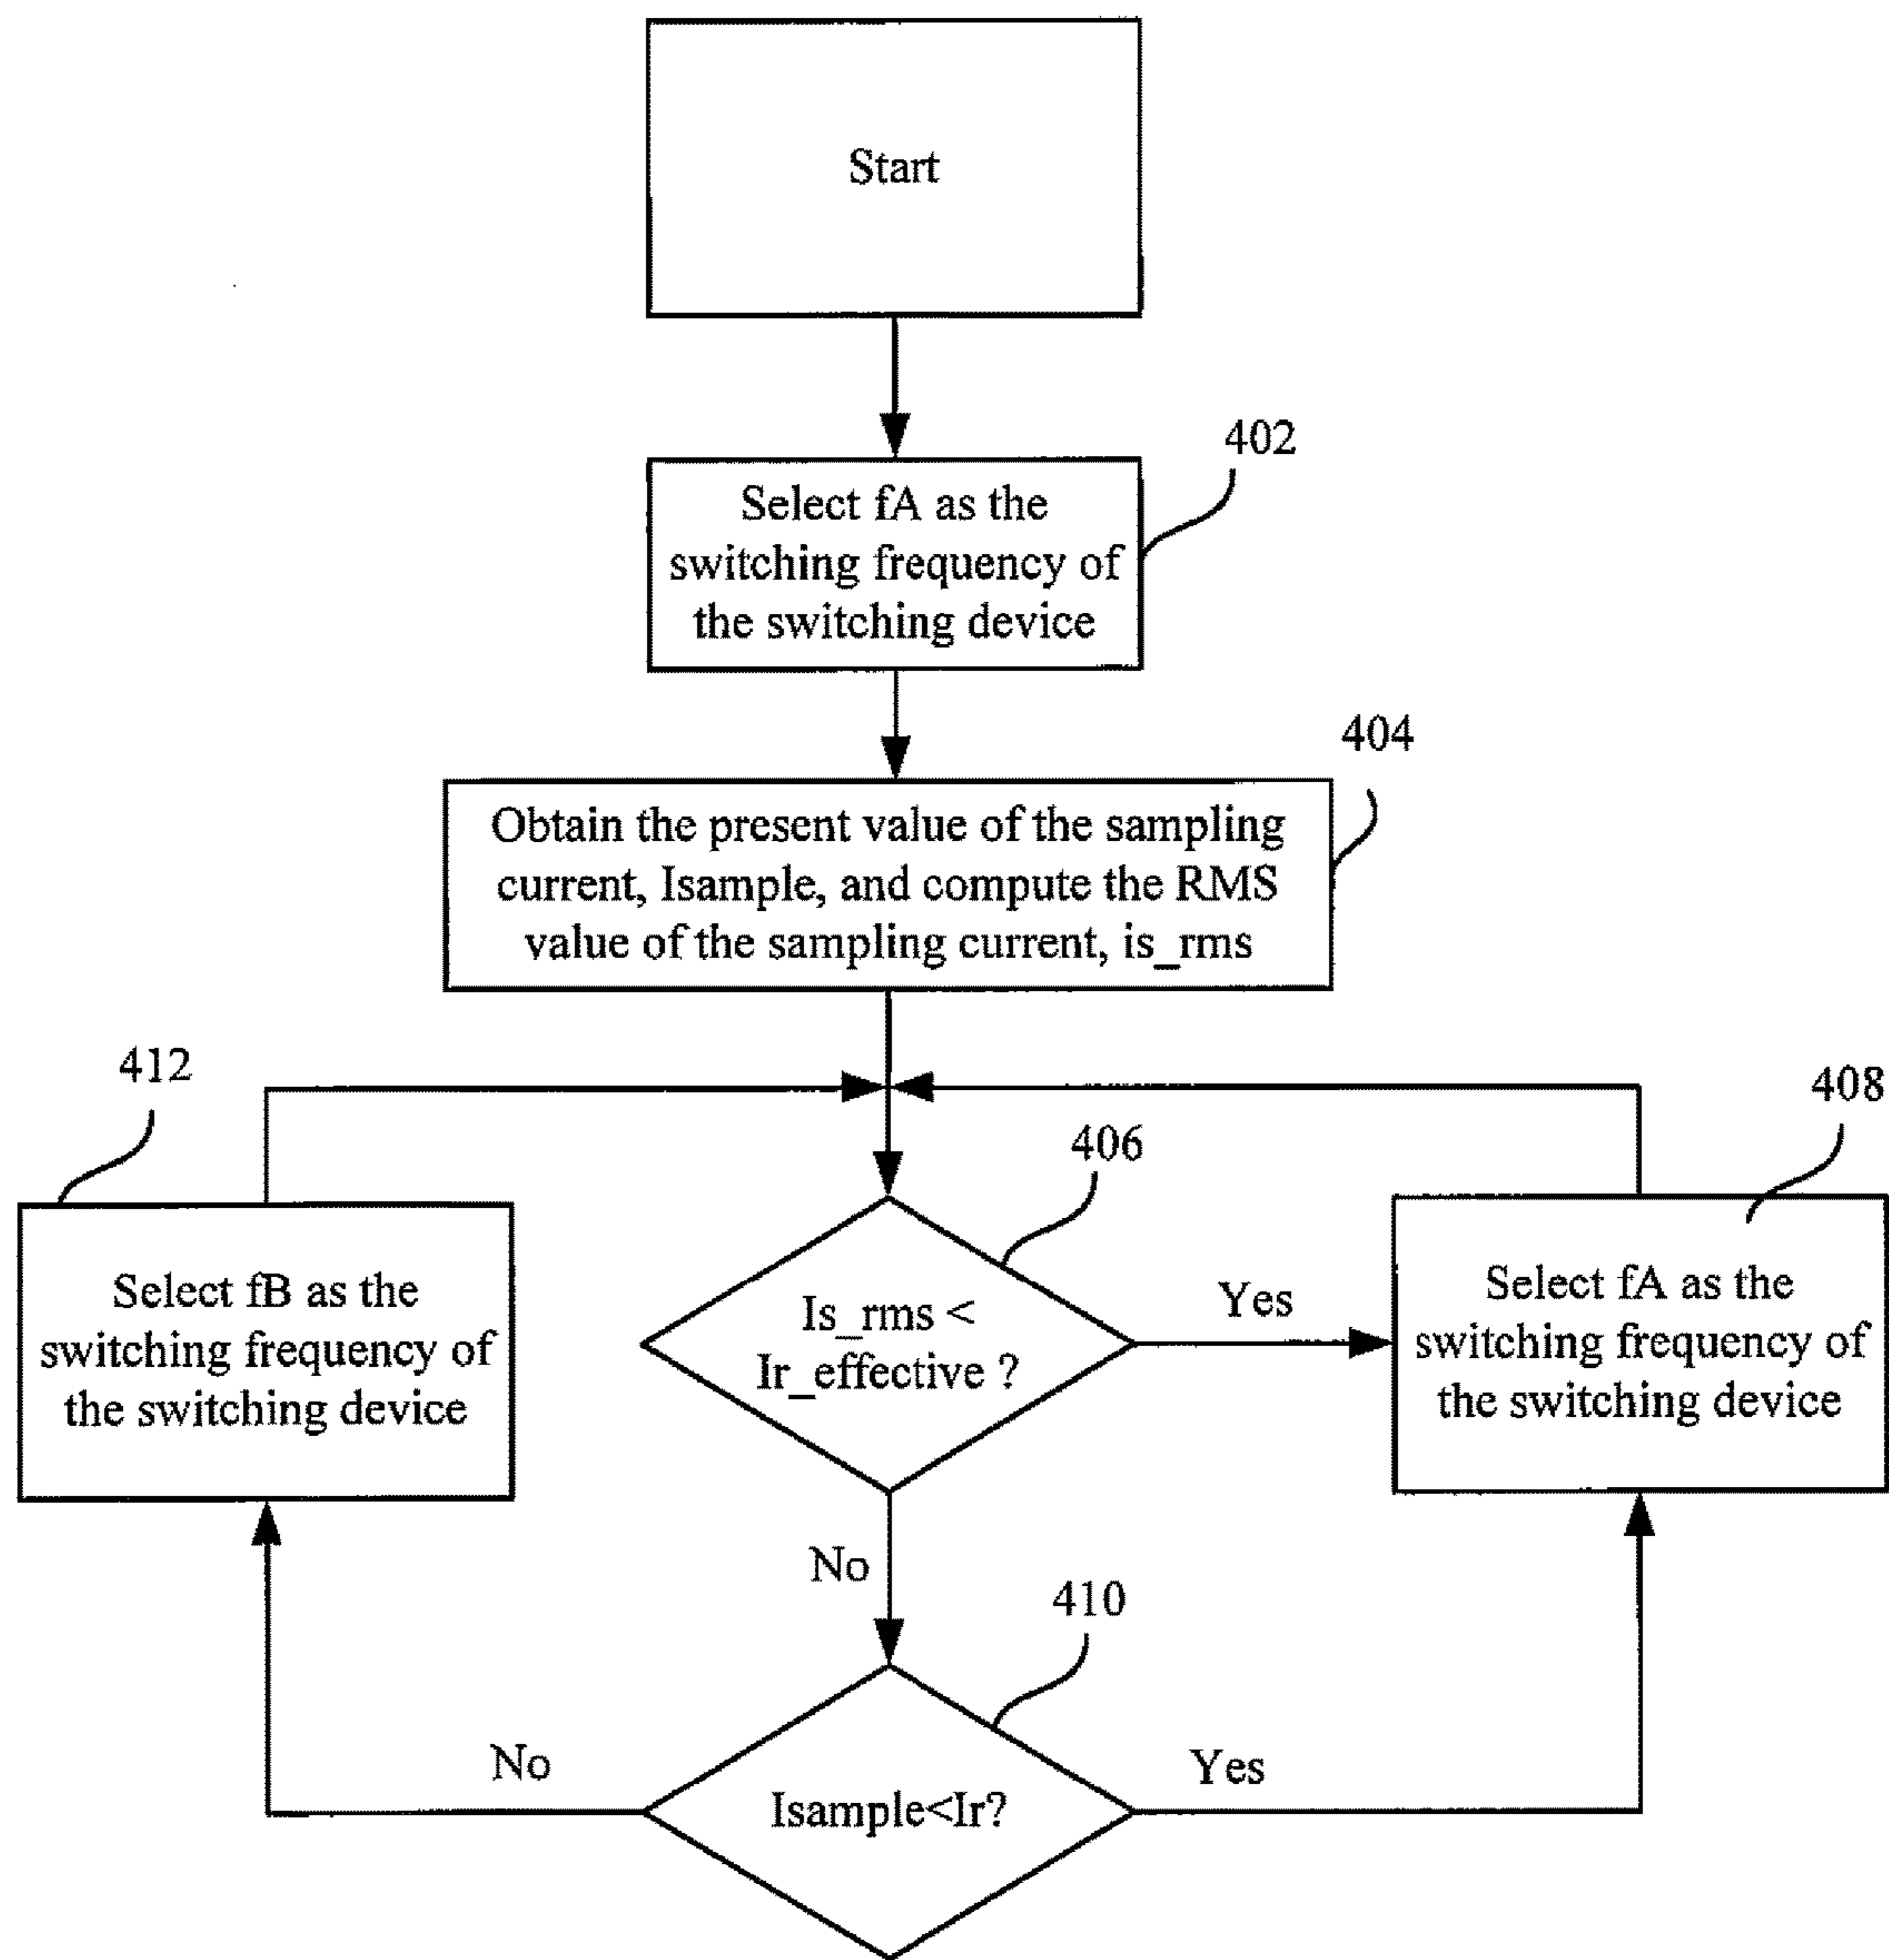 Start
402
Select fA as the
switching frequency of
the switching device
404
Obtain the present value of the sampling
current, Isample, and compute the RMS
value of the sampling current, is_rms
412
408
406
Select fB as the
switching frequency of
the switching device
Is_rms <
Ir_effective ?
Yes
Select fA as the
switching frequency of
the switching device
No
410
No
Isample<Ir?
Yes